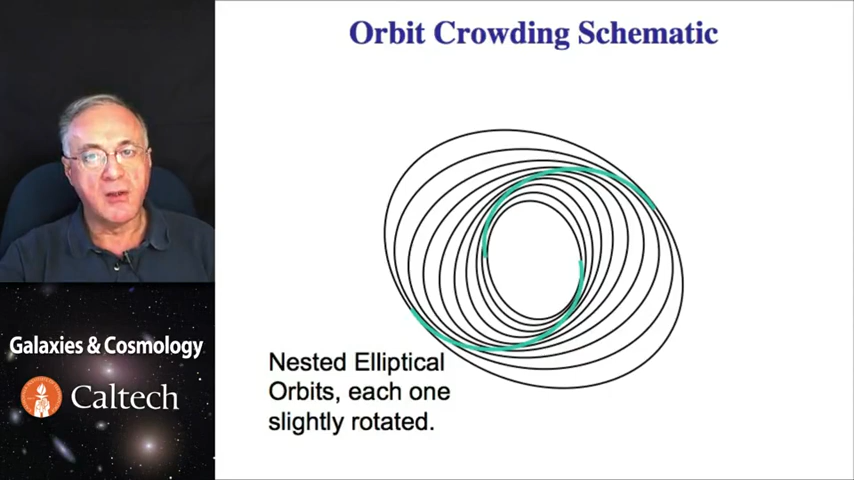 Orbit Crowding Schematic
Galaxies & Cosmology
Caltech
Nested Elliptical
Orbits, each one
slightly rotated.